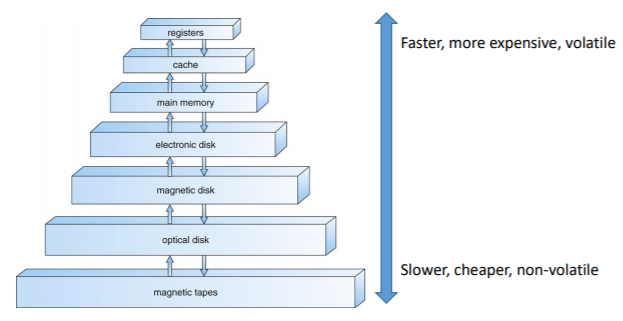 registers
Faster, more expensive, volatile
cache
main memory
electronic disk
magnetic disk
optical disk
Slower, cheaper, non-volatile
magnetic tapes